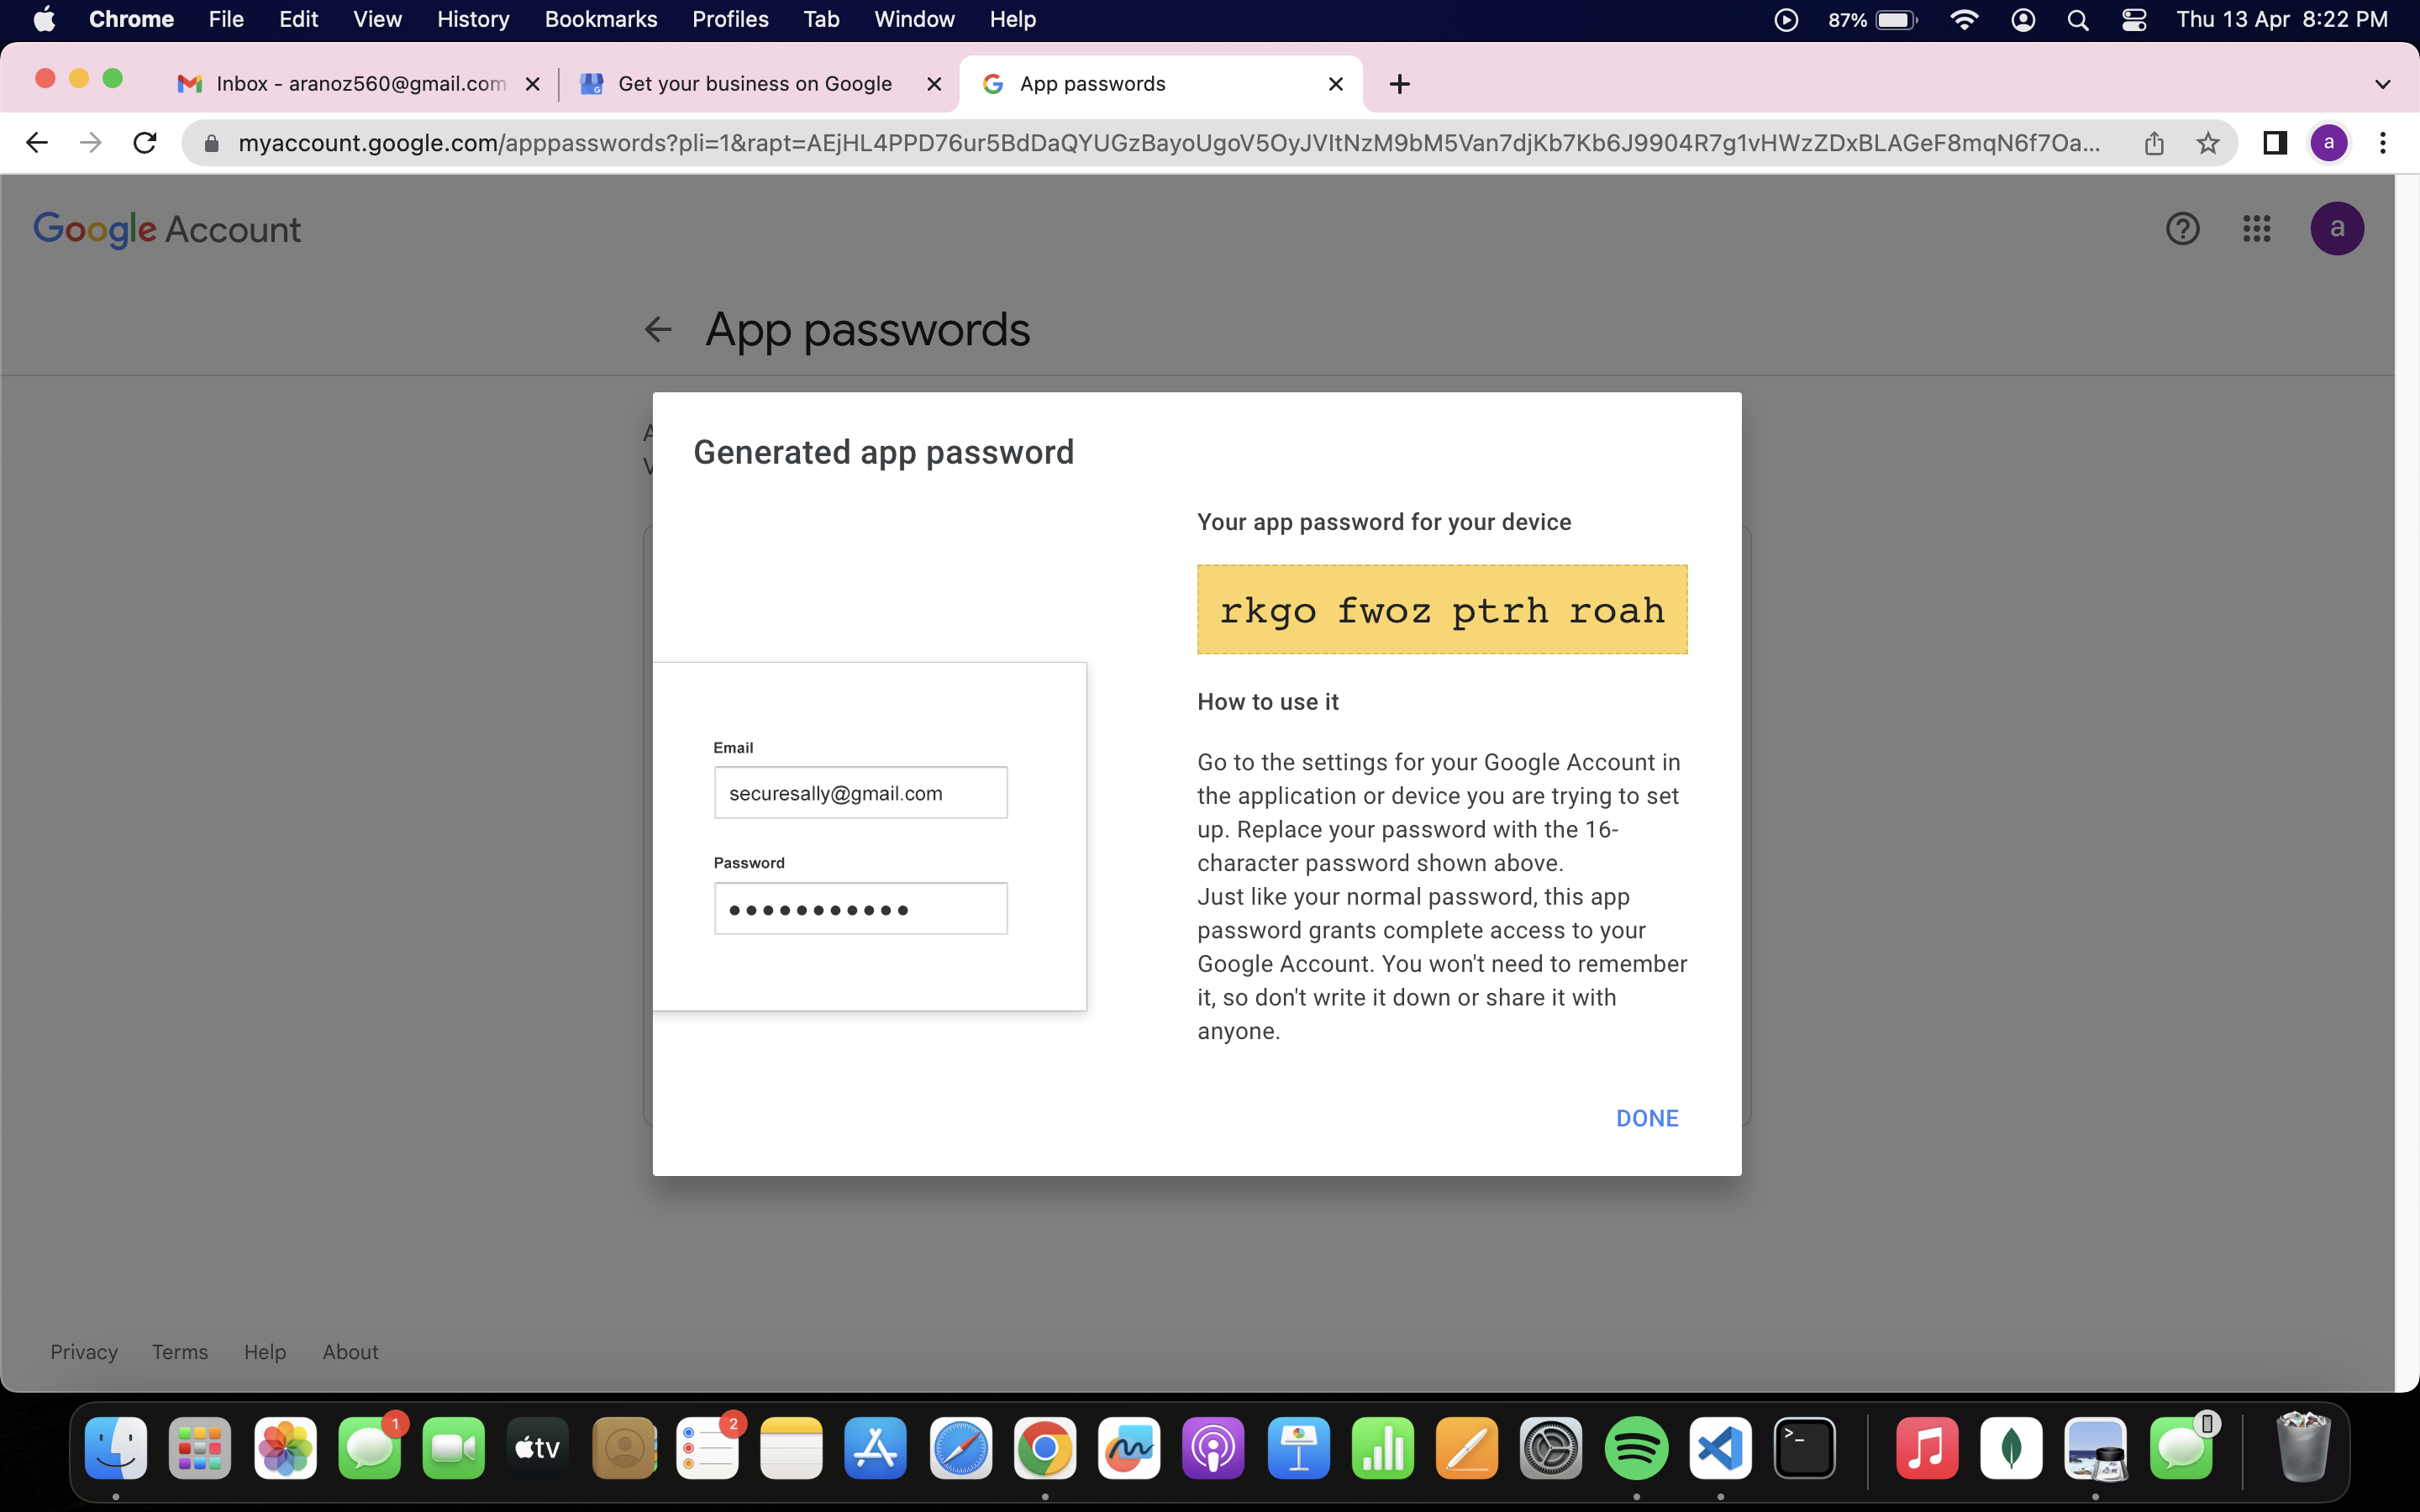 Chrome File Edit View History Bookmarks Profiles Tab Window Help 87% Thu 13 Apr 8:22 PM
Inbox - aranoz560@gmail.com Get your business on Google App passwords
myaccount.google.com/apppasswords?pli=1&rapt=AEjHL4PPD76ur5BdDaQYUGzBayoUgoV5OyJVItNzM9bM5Van7djKb7Kb6J9904R7g1vHWzZDxBLAGeF8mqN6f7Oa... a
Google Account a
App passwords
Generated app password
Your app password for your device
rkgo fwoz ptrh roah
How to use it
Email
securesally@gmail.com
Password
Go to the settings for your Google Account in
the application or device you are trying to set
up. Replace your password with the 16-
character password shown above.
Just like your normal password, this app
password grants complete access to your
Google Account. You won't need to remember
it, so don't write it down or share it with
anyone.
DONE
Privacy Terms Help About
1 tv 2